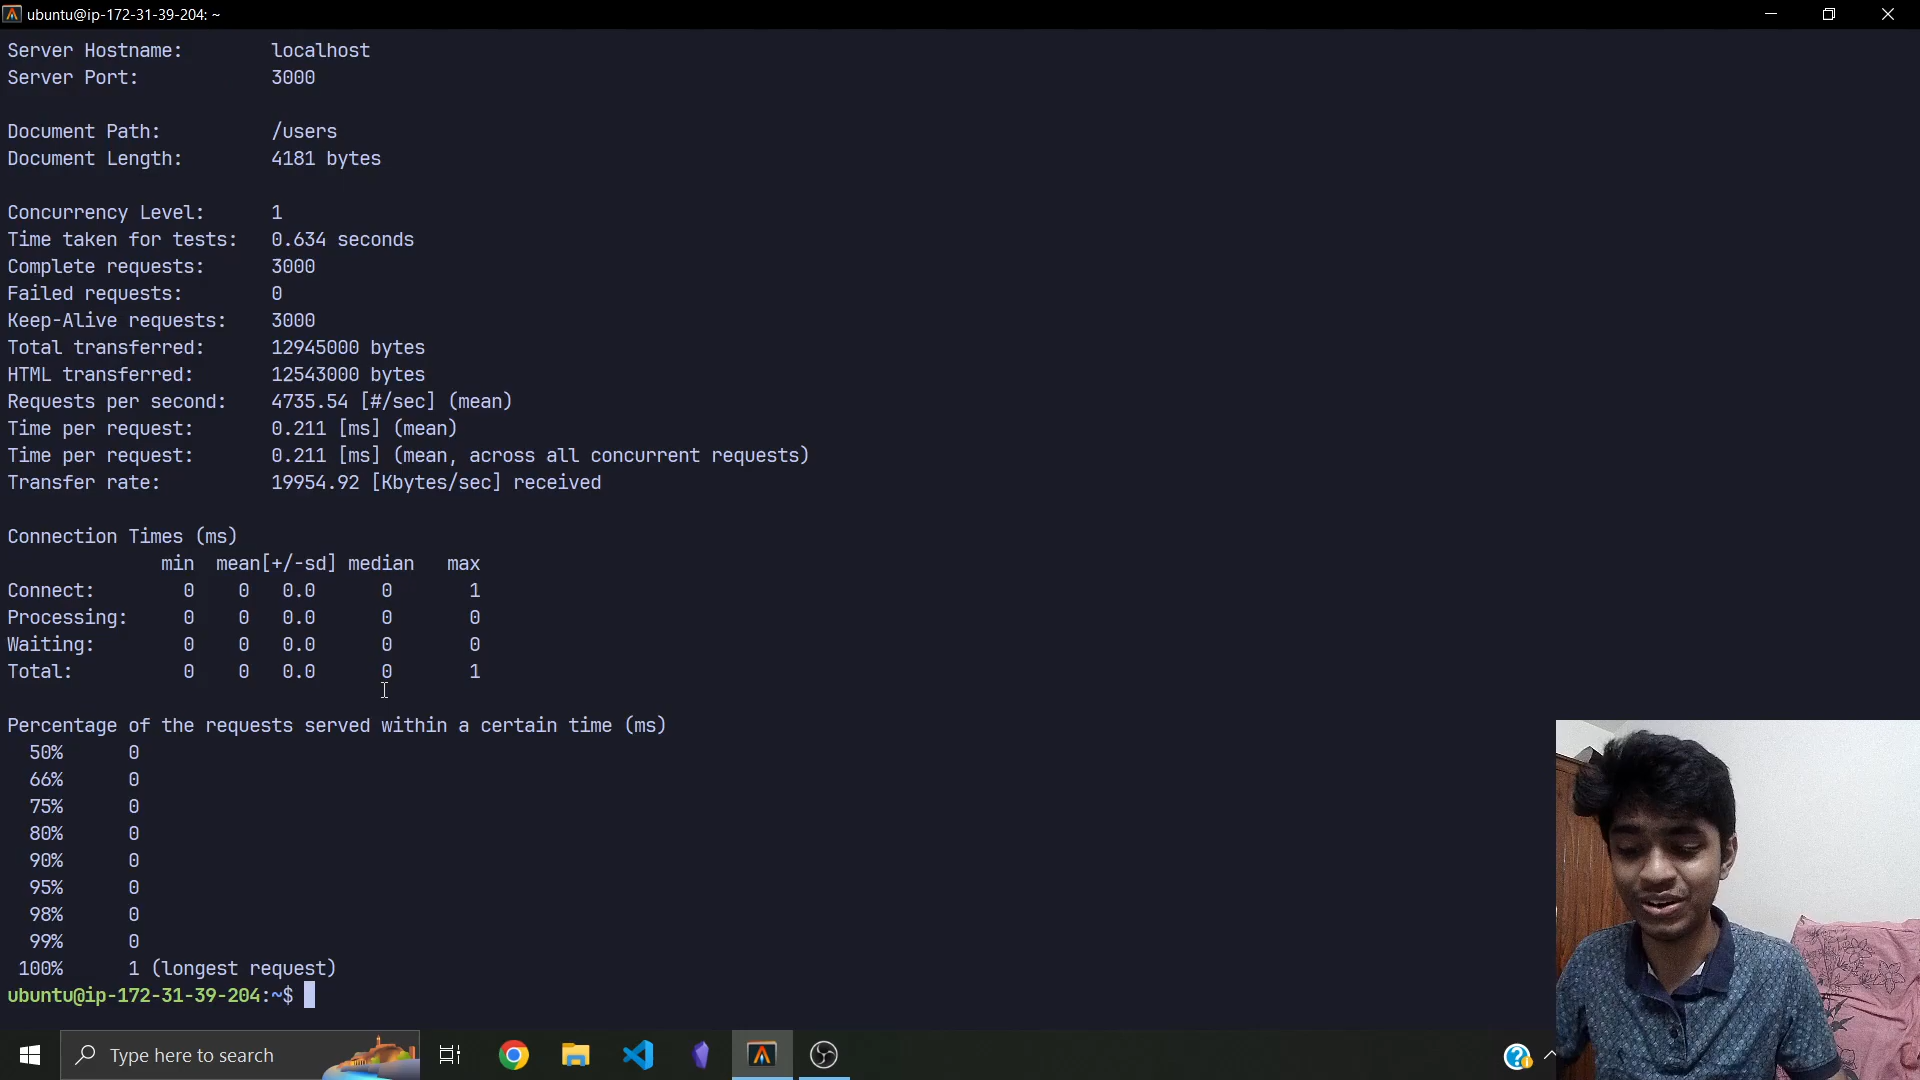 ubuntu@ip-172-31-39-204: ~
Server Hostname:        localhost
Server Port:            3000
Document Path:          /users
Document Length:        4181 bytes
Concurrency Level:      1
Time taken for tests:   0.634 seconds
Complete requests:      3000
Failed requests:        0
Keep-Alive requests:    3000
Total transferred:      12945000 bytes
HTML transferred:       12543000 bytes
Requests per second:    4735.54 [#/sec] (mean)
Time per request:       0.211 [ms] (mean)
Time per request:       0.211 [ms] (mean, across all concurrent requests)
Transfer rate:          19954.92 [Kbytes/sec] received
Connection Times (ms)
              min  mean[+/-sd] median   max
Connect:        0    0   0.0      0       1
Processing:     0    0   0.0      0       0
Waiting:        0    0   0.0      0       0
Total:          0    0   0.0      0       1
Percentage of the requests served within a certain time (ms)
  50%      0
  66%      0
  75%      0
  80%      0
  90%      0
  95%      0
  98%      0
  99%      0
 100%      1 (longest request)
ubuntu@ip-172-31-39-204:~$
Type here to search